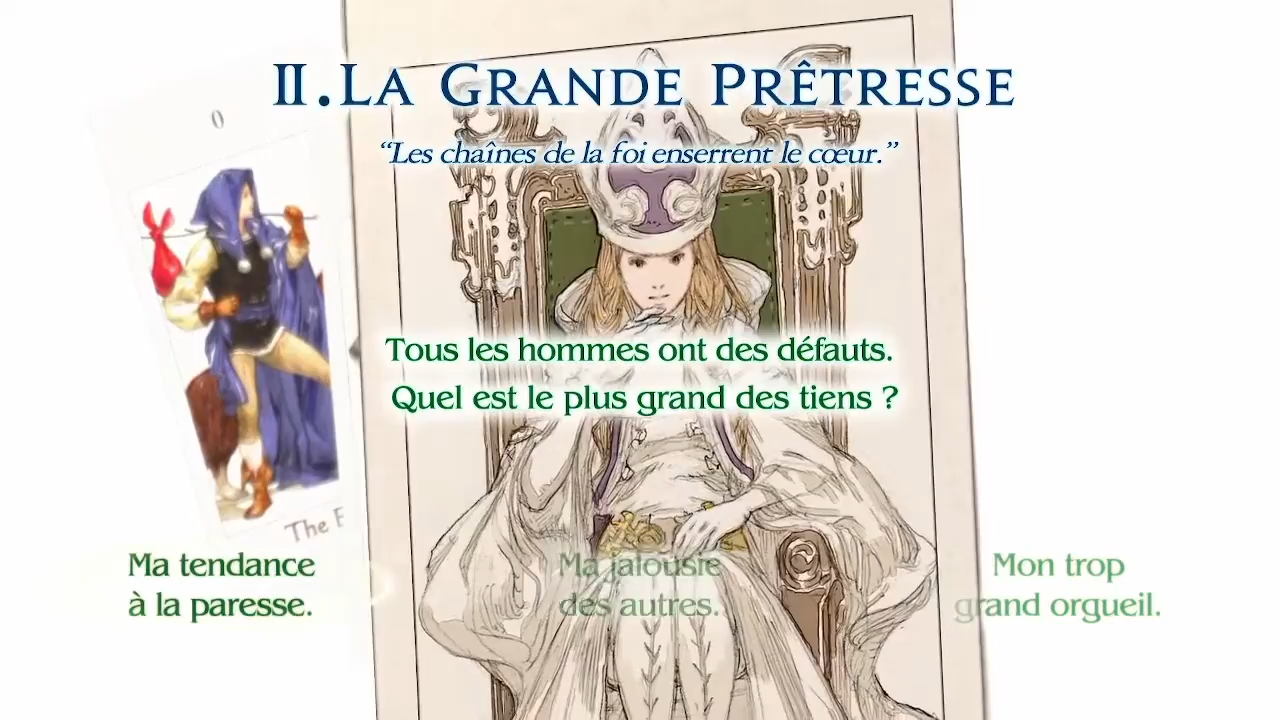 II.La Grande Prêtresse
“Les chaînes de la foi enserrent le cœur.”
0
Tous les hommes ont des défauts.
Quel est le plus grand des tiens ?
The
Ma tendance
à la paresse.
Ma jalousie
des autres.
Mon trop
grand orgueil.